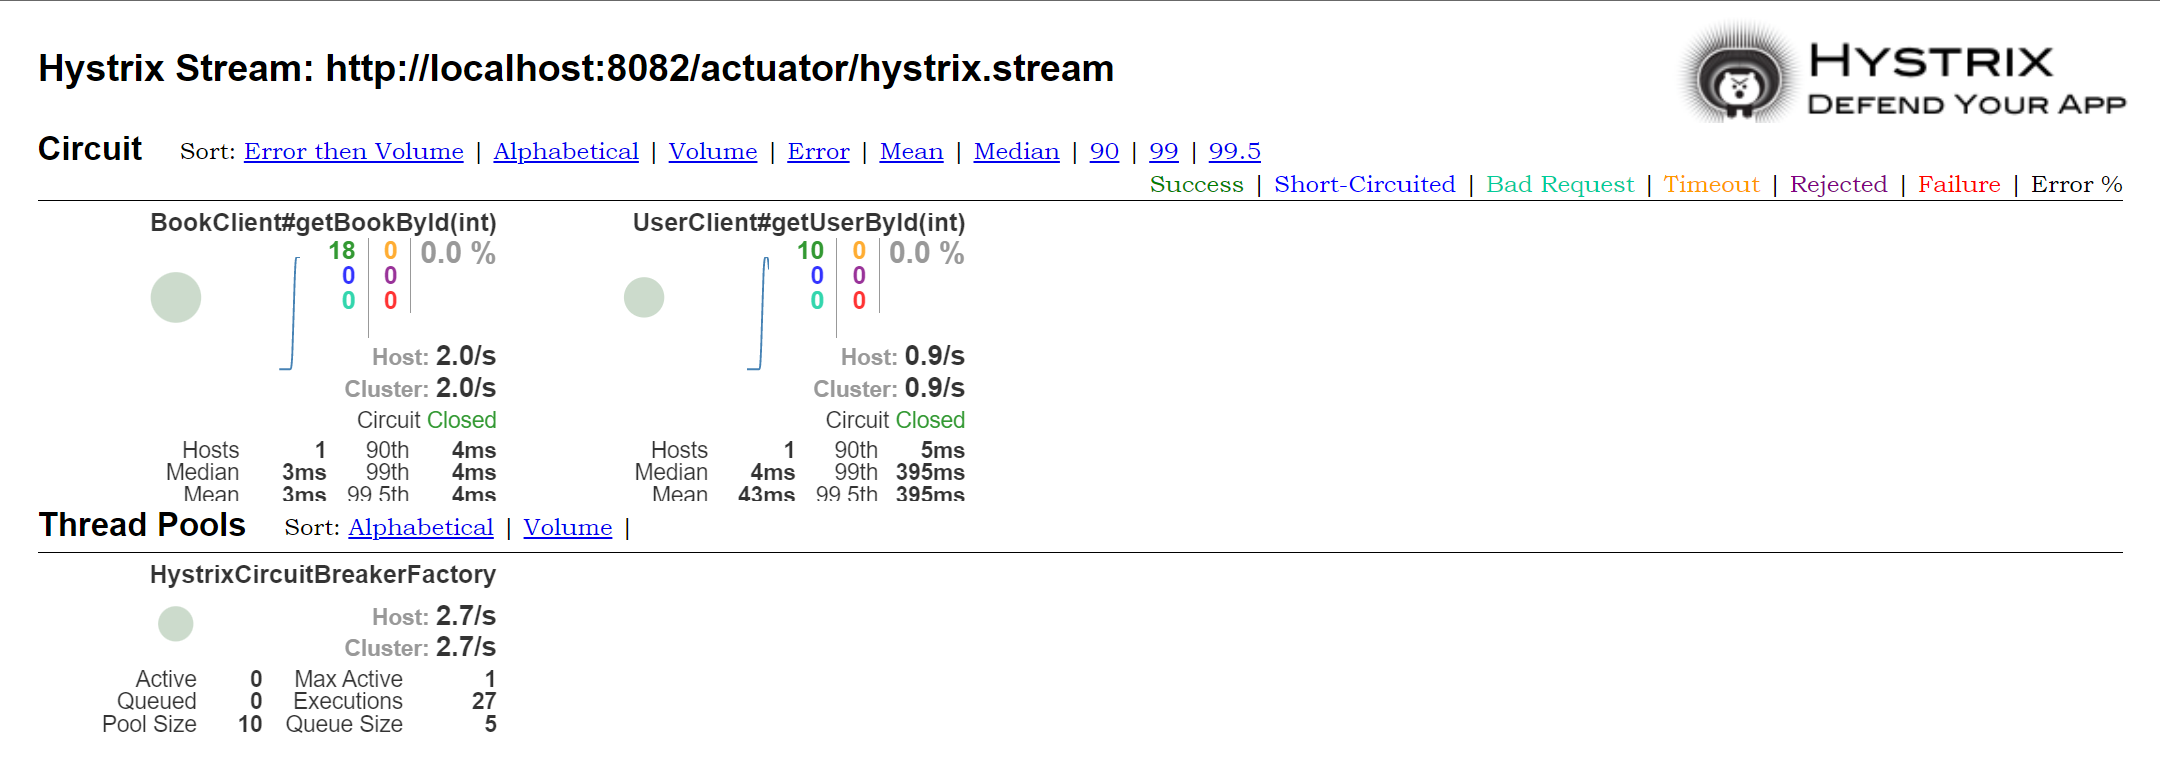 Hystrix Stream: http://localhost:8082/actuator/hystrix.stream
HYSTRIX
DEFEND YOUR APP
Circuit Sort: Error then Volume | Alphabetical | Volume | Error | Mean | Median | 90 | 99 | 99.5
Success | Short-Circuited | Bad Request | Timeout | Rejected | Failure | Error %
BookClient#getBookById(int)
18 0 0.0 %
0 0
0 0
Host: 2.0/s
Cluster: 2.0/s
Circuit Closed
Hosts 1 90th 4ms
Median 3ms 99th 4ms
Mean 3ms 99.5th 4ms
UserClient#getUserById(int)
10 0 0.0 %
0 0
0 0
Host: 0.9/s
Cluster: 0.9/s
Circuit Closed
Hosts 1 90th 5ms
Median 4ms 99th 395ms
Mean 43ms 99.5th 395ms
Thread Pools Sort: Alphabetical | Volume |
HystrixCircuitBreakerFactory
Host: 2.7/s
Cluster: 2.7/s
Active 0 Max Active 1
Queued 0 Executions 27
Pool Size 10 Queue Size 5